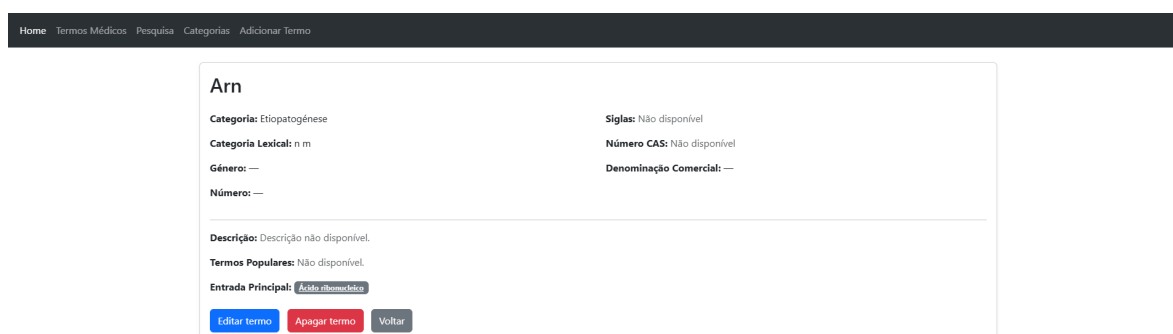 Home Termos Médicos Pesquisa Categorias Adicionar Termo
Arn
Categoria: Etiopatogénese
Categoria Lexical: n m
Género: —
Número: —
Siglas: Não disponível
Número CAS: Não disponível
Denominação Comercial: —
Descrição: Descrição não disponível.
Termos Populares: Não disponível.
Entrada Principal: Ácido ribonucleico
Editar termo Apagar termo Voltar